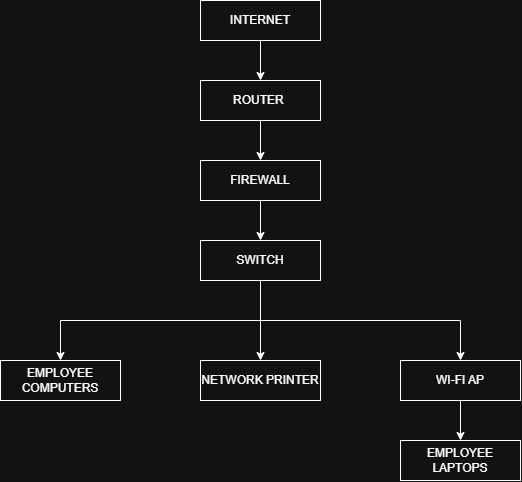 INTERNET
ROUTER
FIREWALL
SWITCH
EMPLOYEE
COMPUTERS
NETWORK PRINTER
WI-FI AP
EMPLOYEE
LAPTOPS